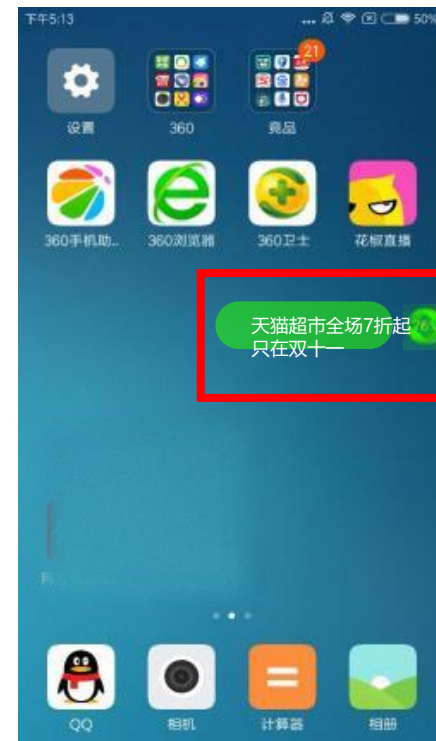 下午5:13
... 50%
21
设置
360
竞品
360手机助..
360浏览器
360卫士
花椒直播
天猫超市全场7折起
只在双十一
QQ
相机
计算器
相册